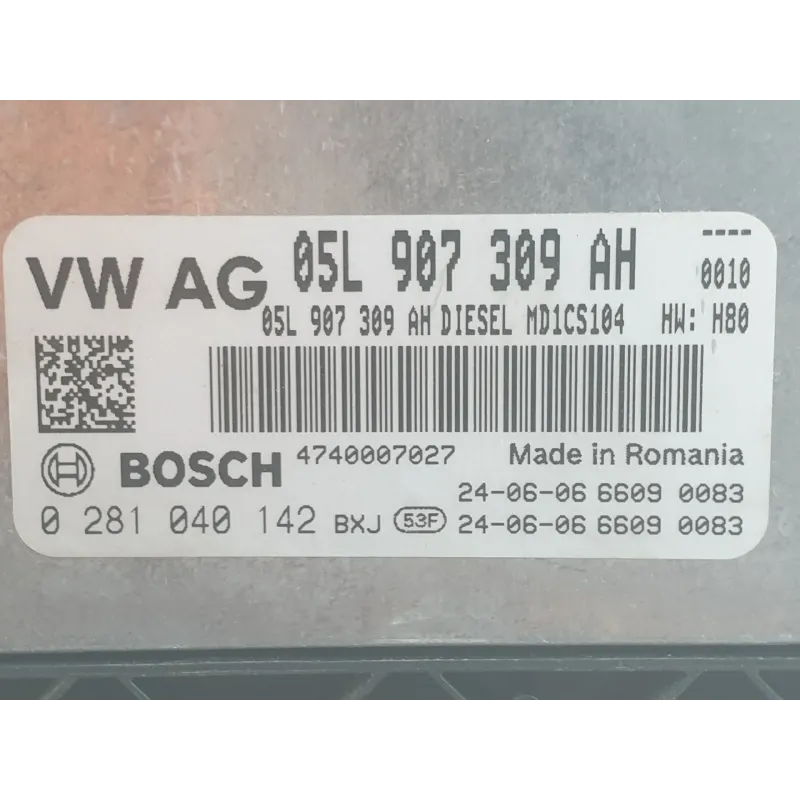 VW AG 05L 907 309 AH ----
0010
05L 907 309 AH DIESEL MD1CS104 HW: H80
BOSCH 4740007027 Made in Romania
24-06-06 6609 0083
0 281 040 142 BXJ 53F 24-06-06 6609 0083